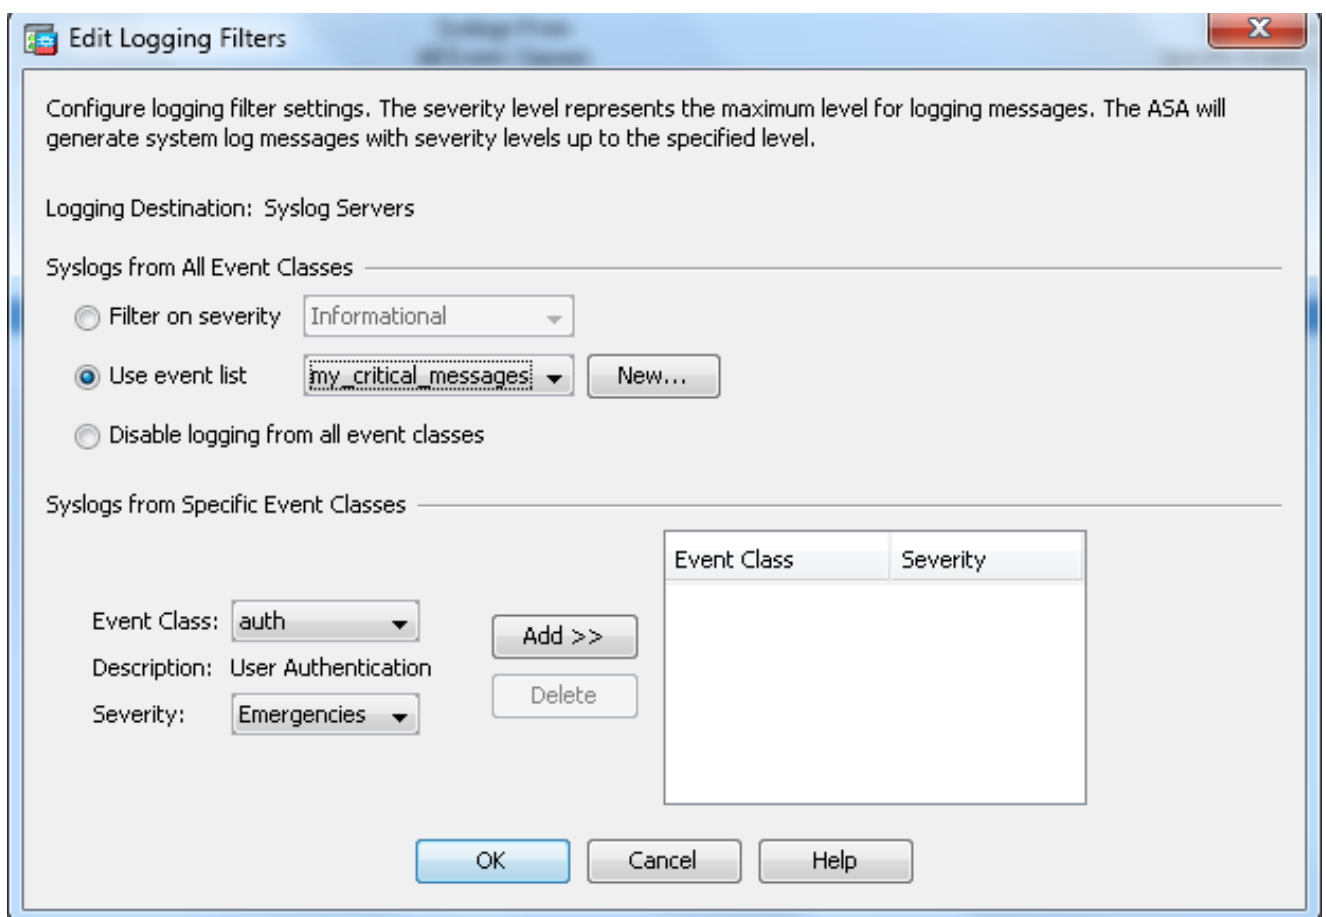 Edit Logging Filters
Configure logging filter settings. The severity level represents the maximum level for logging messages. The ASA will
generate system log messages with severity levels up to the specified level.
Logging Destination: Syslog Servers
Syslogs from All Event Classes
Filter on severity Informational
Use event list my_critical_messages New...
Disable logging from all event classes
Syslogs from Specific Event Classes
Event Class Severity
Event Class: auth Add >>
Description: User Authentication
Severity: Emergencies Delete
OK Cancel Help